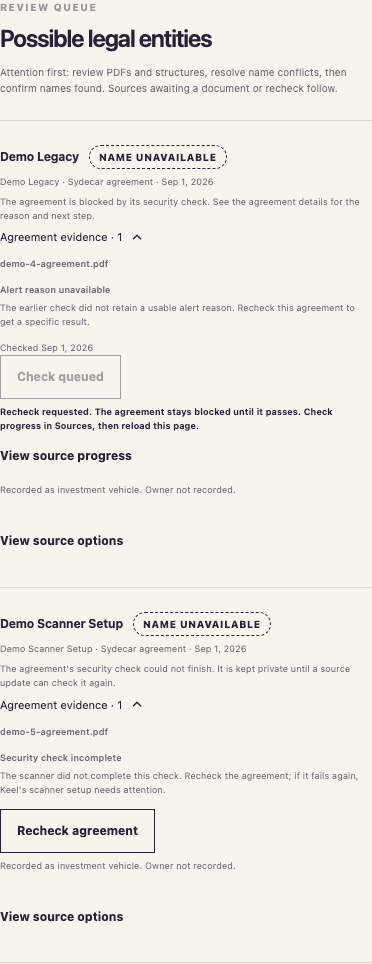 REVIEW QUEUE
Possible legal entities
Attention first: review PDFs and structures, resolve name conflicts, then
confirm names found. Sources awaiting a document or recheck follow.
Demo Legacy NAME UNAVAILABLE
Demo Legacy · Sydecar agreement · Sep 1, 2026
The agreement is blocked by its security check. See the agreement details for the
reason and next step.
Agreement evidence · 1
demo-4-agreement.pdf
Alert reason unavailable
The earlier check did not retain a usable alert reason. Recheck this agreement to
get a specific result.
Checked Sep 1, 2026
Check queued
Recheck requested. The agreement stays blocked until it passes. Check
progress in Sources, then reload this page.
View source progress
Recorded as investment vehicle. Owner not recorded.
View source options
Demo Scanner Setup NAME UNAVAILABLE
Demo Scanner Setup · Sydecar agreement · Sep 1, 2026
The agreement's security check could not finish. It is kept private until a source
update can check it again.
Agreement evidence · 1
demo-5-agreement.pdf
Security check incomplete
The scanner did not complete this check. Recheck the agreement; if it fails again,
Keel's scanner setup needs attention.
Recheck agreement
Recorded as investment vehicle. Owner not recorded.
View source options